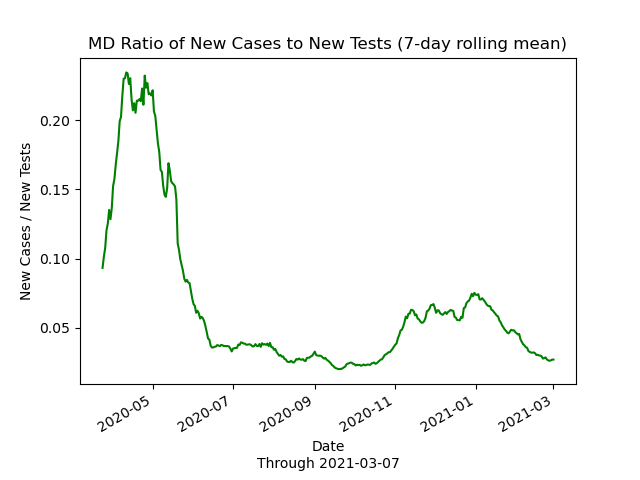 MD Ratio of New Cases to New Tests (7-day rolling mean)
New Cases / New Tests
0.20
0.15
0.10
0.05
2020-05
2020-07
2020-09
2020-11
2021-01
2021-03
Date
Through 2021-03-07